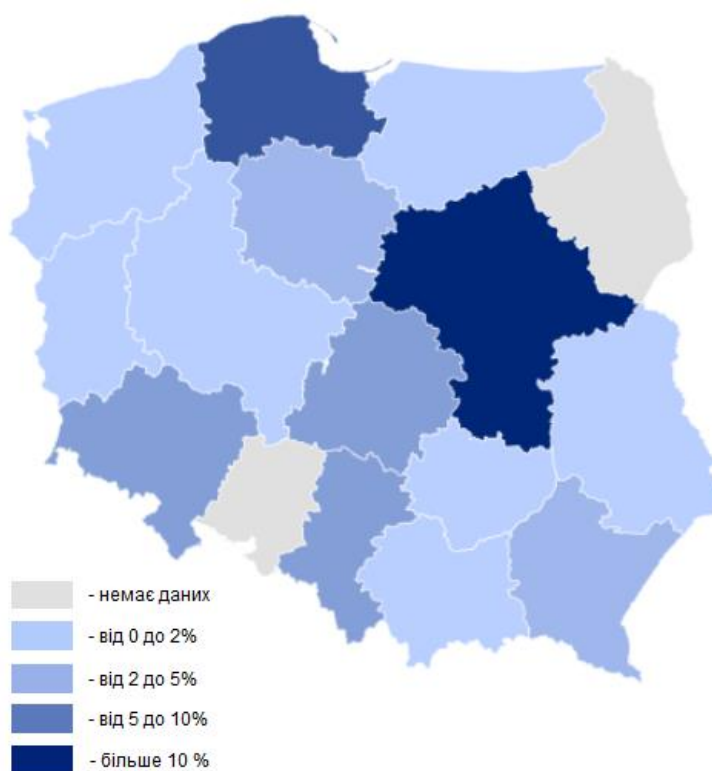 - немає даних
- від 0 до 2%
- від 2 до 5%
- від 5 до 10%
- більше 10 %